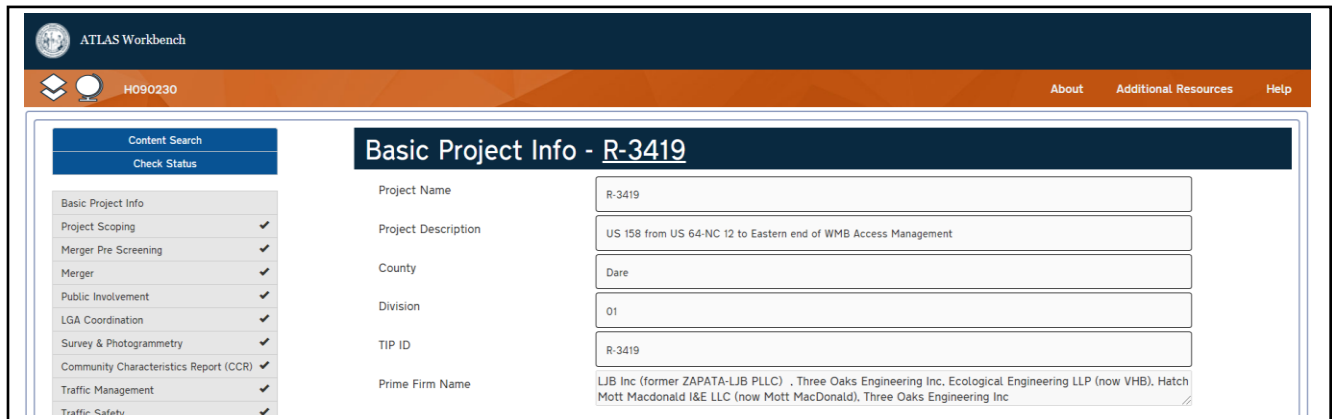 ATLAS Workbench
H090230
About Additional Resources Help
Content Search
Check Status
Basic Project Info
Project Scoping
Merger Pre Screening
Merger
Public Involvement
LGA Coordination
Survey & Photogrammetry
Community Characteristics Report (CCR)
Traffic Management
Traffic Safety
Basic Project Info - R-3419
Project Name R-3419
Project Description US 158 from US 64-NC 12 to Eastern end of WMB Access Management
County Dare
Division 01
TIP ID R-3419
Prime Firm Name LJB Inc (former ZAPATA-LJB PLLC) , Three Oaks Engineering Inc, Ecological Engineering LLP (now VHB), Hatch
Mott Macdonald I&E LLC (now Mott MacDonald), Three Oaks Engineering Inc